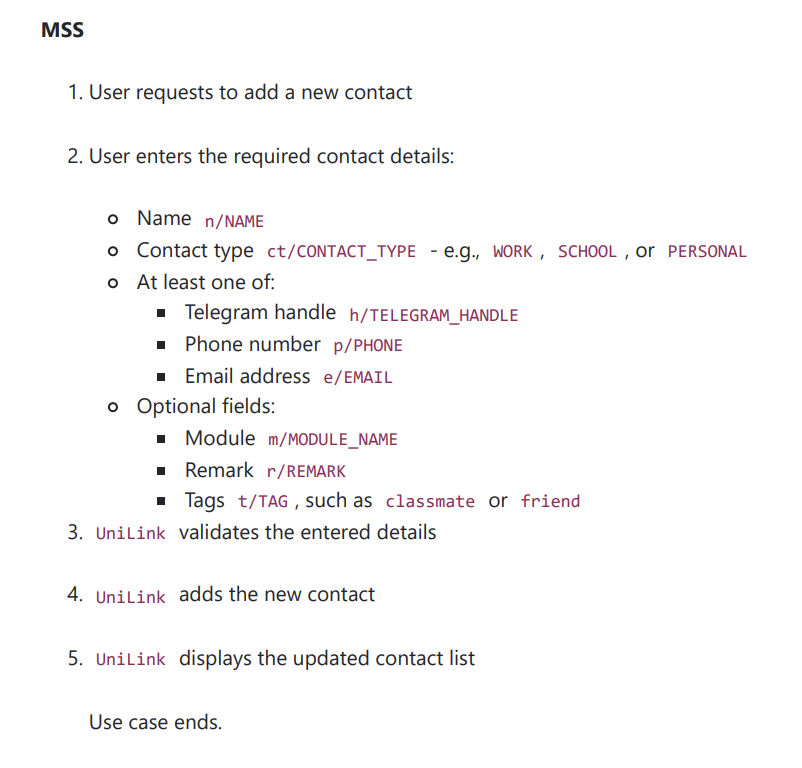 MSS
1. User requests to add a new contact
2. User enters the required contact details:
Name n/NAME
Contact type ct/CONTACT_TYPE - e.g., WORK , SCHOOL , or PERSONAL
At least one of:
Telegram handle h/TELEGRAM_HANDLE
Phone number p/PHONE
Email address e/EMAIL
Optional fields:
Module m/MODULE_NAME
Remark r/REMARK
Tags t/TAG , such as classmate or friend
3. UniLink validates the entered details
4. UniLink adds the new contact
5. UniLink displays the updated contact list
Use case ends.